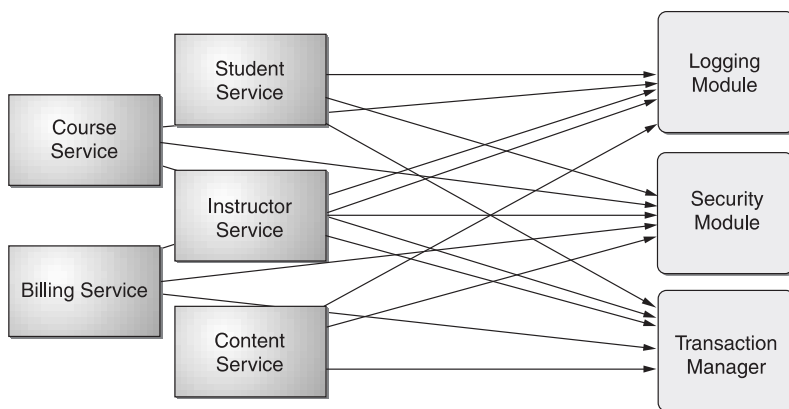 Student
Service
Logging
Module
Course
Service
Instructor
Service
Security
Module
Billing Service
Content
Service
Transaction
Manager